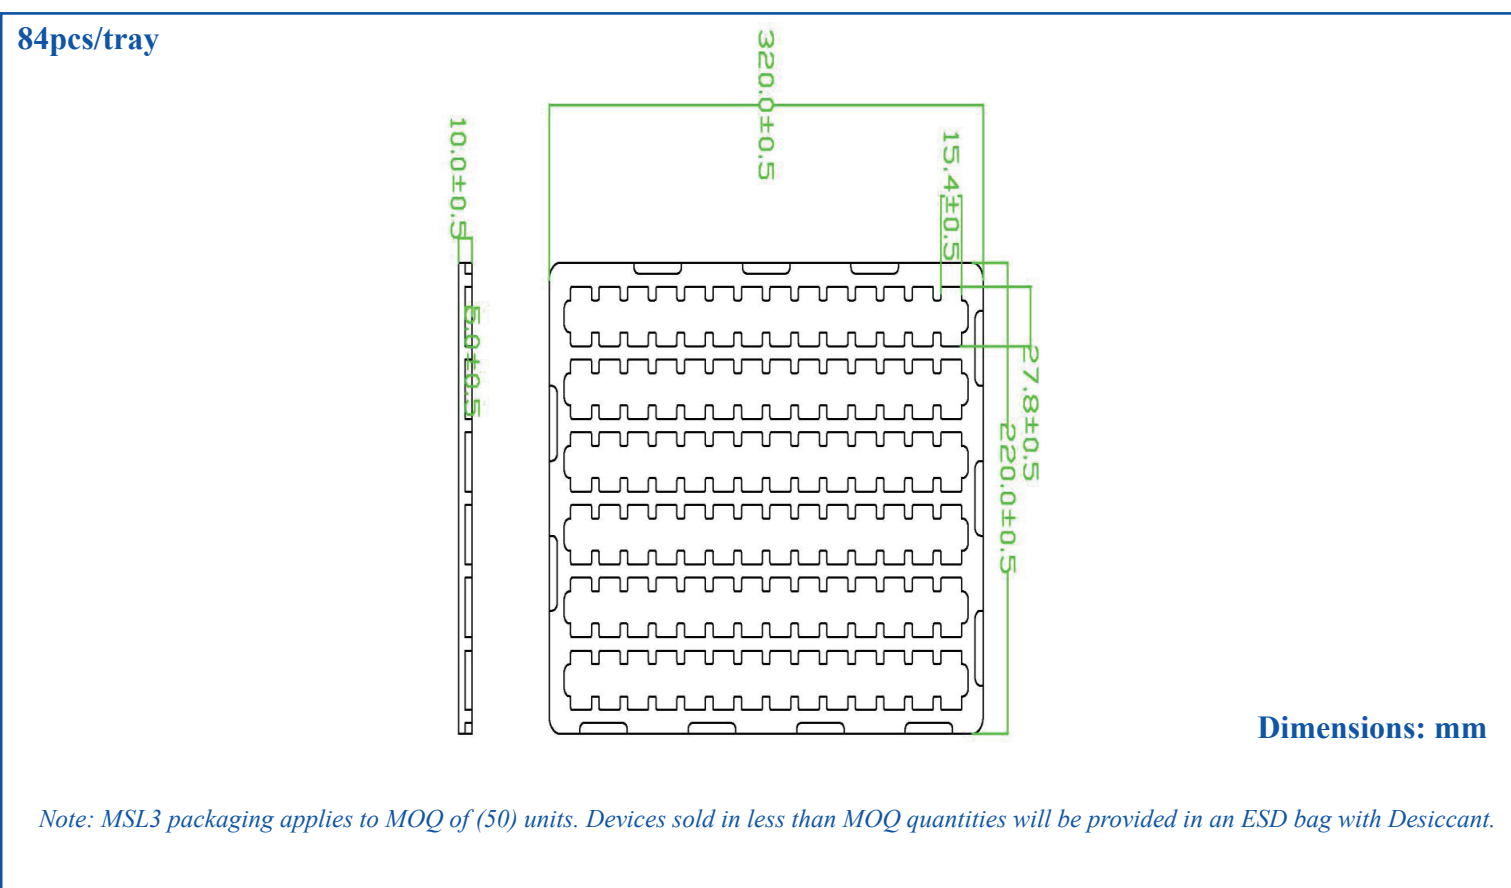 84pcs/tray
320.0±0.5
10.0±0.5
15.4±0.5
5.0±0.5
27.8±0.5
220.0±0.5
Dimensions: mm
Note: MSL3 packaging applies to MOQ of (50) units. Devices sold in less than MOQ quantities will be provided in an ESD bag with Desiccant.